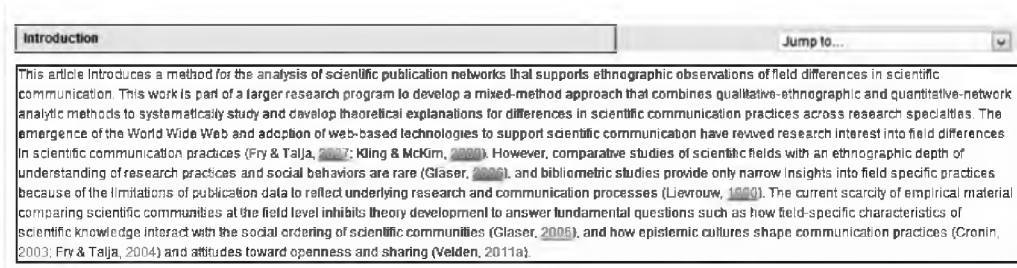 Introduction
Jump to...
This article introduces a method for the analysis of scientific publication networks that supports ethnographic observations of field differences in scientific
communication. This work is part of a larger research program to develop a mixed-method approach that combines qualitative-ethnographic and quantitative-network
analytic methods to systematically study and develop theoretical explanations for differences in scientific communication practices across research specialties. The
emergence of the World Wide Web and adoption of web-based technologies to support scientific communication have revived research interest into field differences
in scientific communication practices (Fry & Talja, 2007; Kling & McKim, 2000). However, comparative studies of scientific fields with an ethnographic depth of
understanding of research practices and social behaviors are rare (Gläser, 2006), and bibliometric studies provide only narrow insights into field specific practices
because of the limitations of publication data to reflect underlying research and communication processes (Lievrouw, 1990). The current scarcity of empirical material
comparing scientific communities at the field level inhibits theory development to answer fundamental questions such as how field-specific characteristics of
scientific knowledge interact with the social ordering of scientific communities (Glaser, 2006), and how epistemic cultures shape communication practices (Cronin,
2003; Fry & Talja, 2004) and attitudes toward openness and sharing (Velden, 2011a).